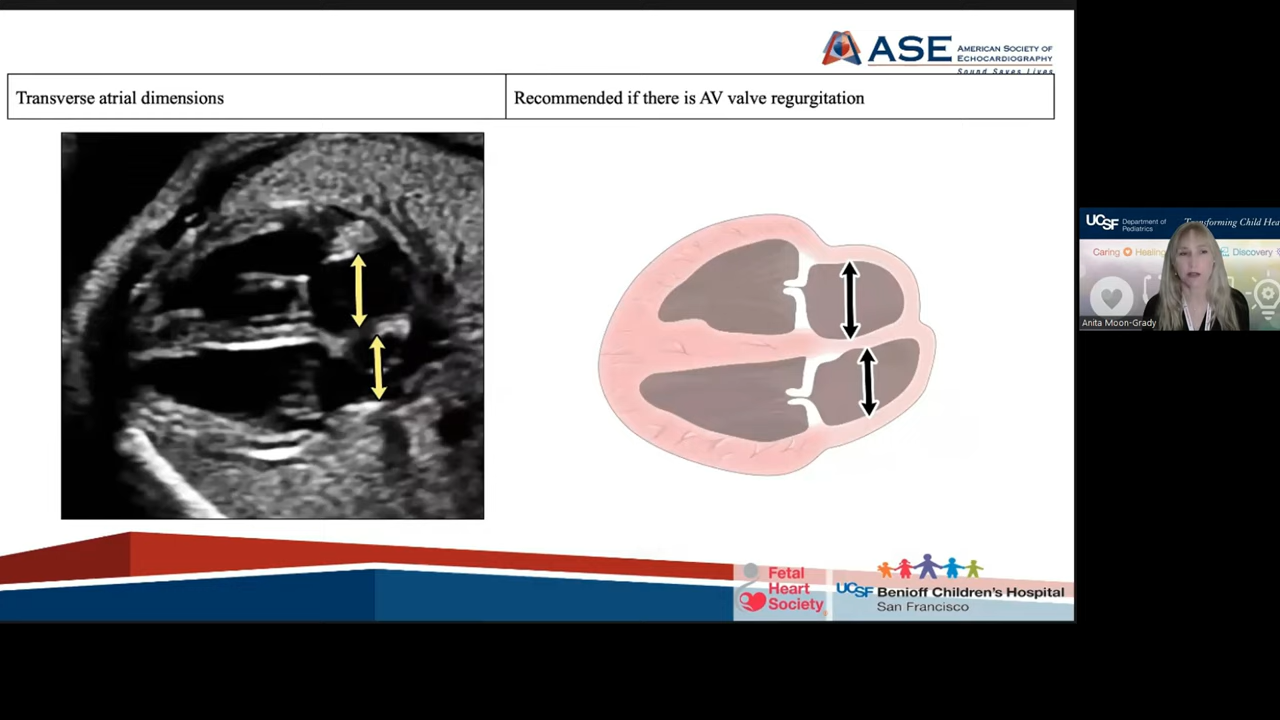 ASE AMERICAN SOCIETY OF
ECHOCARDIOGRAPHY
Sound Saves Lives
Transverse atrial dimensions
Recommended if there is AV valve regurgitation
UCSF Department of
Pediatrics
Transforming Child Hea
Caring Healing Discovery
Anita Moon-Grady
Fetal
Heart
Society
UCSF Benioff Children's Hospital
San Francisco